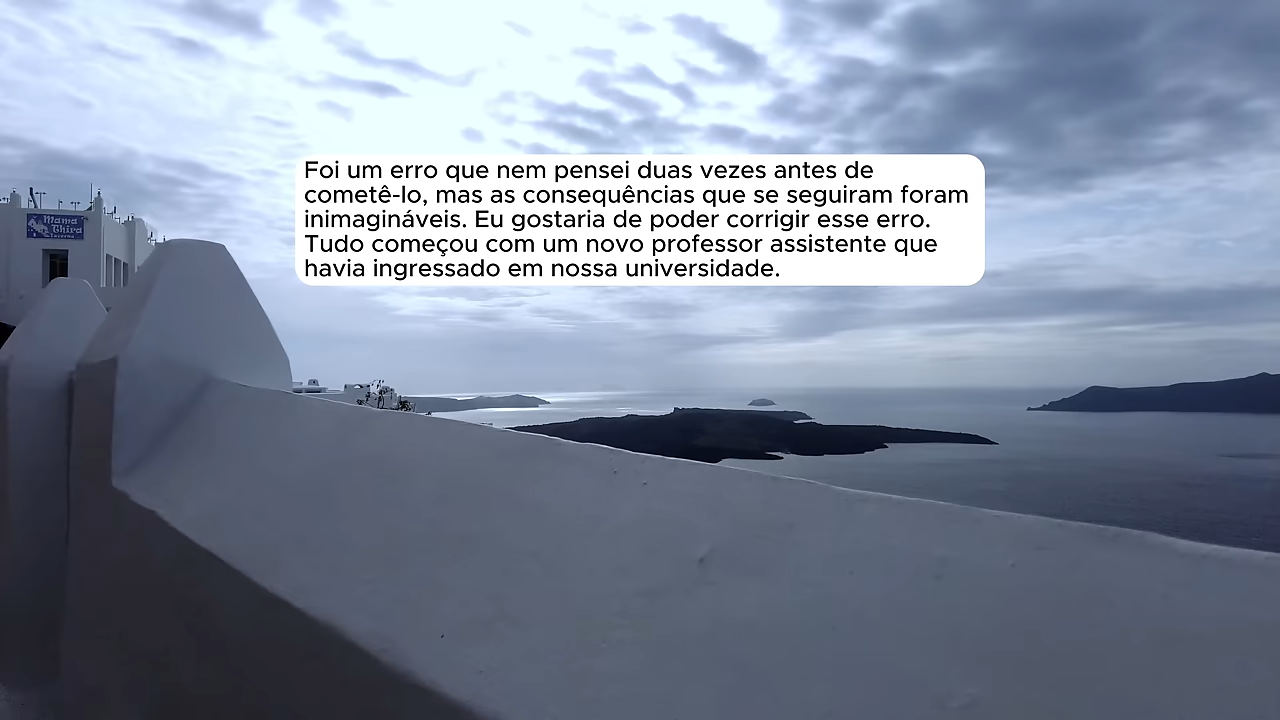 Foi um erro que nem pensei duas vezes antes de
cometê-lo, mas as consequências que se seguiram foram
inimagináveis. Eu gostaria de poder corrigir esse erro.
Tudo começou com um novo professor assistente que
havia ingressado em nossa universidade.
Mama
Thira
Taverna